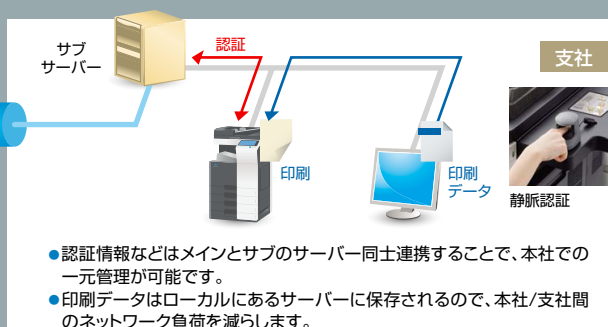 サブ
サーバー
認証
支社
印刷
印刷
データ
静脈認証
●認証情報などはメインとサブのサーバー同士連携することで、本社での
一元管理が可能です。
●印刷データはローカルにあるサーバーに保存されるので、本社/支社間
のネットワーク負荷を減らします。